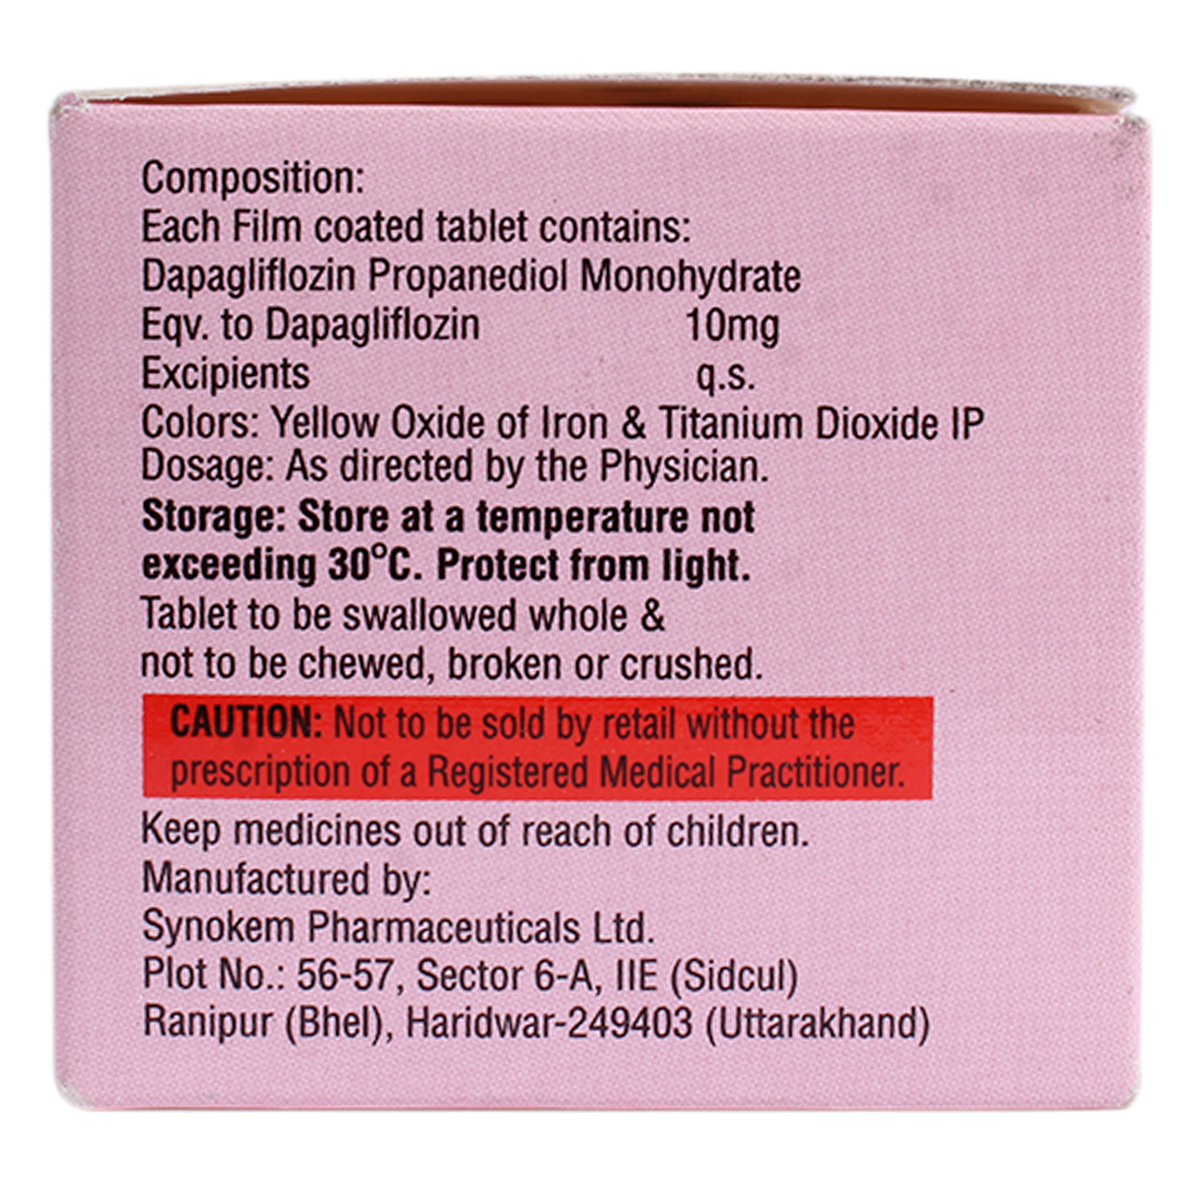 Composition:
Each Film coated tablet contains:
Dapagliflozin Propanediol Monohydrate
Eqv. to Dapagliflozin 10mg
Excipients q.s.
Colors: Yellow Oxide of Iron & Titanium Dioxide IP
Dosage: As directed by the Physician.
Storage: Store at a temperature not
exceeding 30°C. Protect from light.
Tablet to be swallowed whole &
not to be chewed, broken or crushed.
CAUTION: Not to be sold by retail without the
prescription of a Registered Medical Practitioner.
Keep medicines out of reach of children.
Manufactured by:
Synokem Pharmaceuticals Ltd.
Plot No.: 56-57, Sector 6-A, IIE (Sidcul)
Ranipur (Bhel), Haridwar-249403 (Uttarakhand)